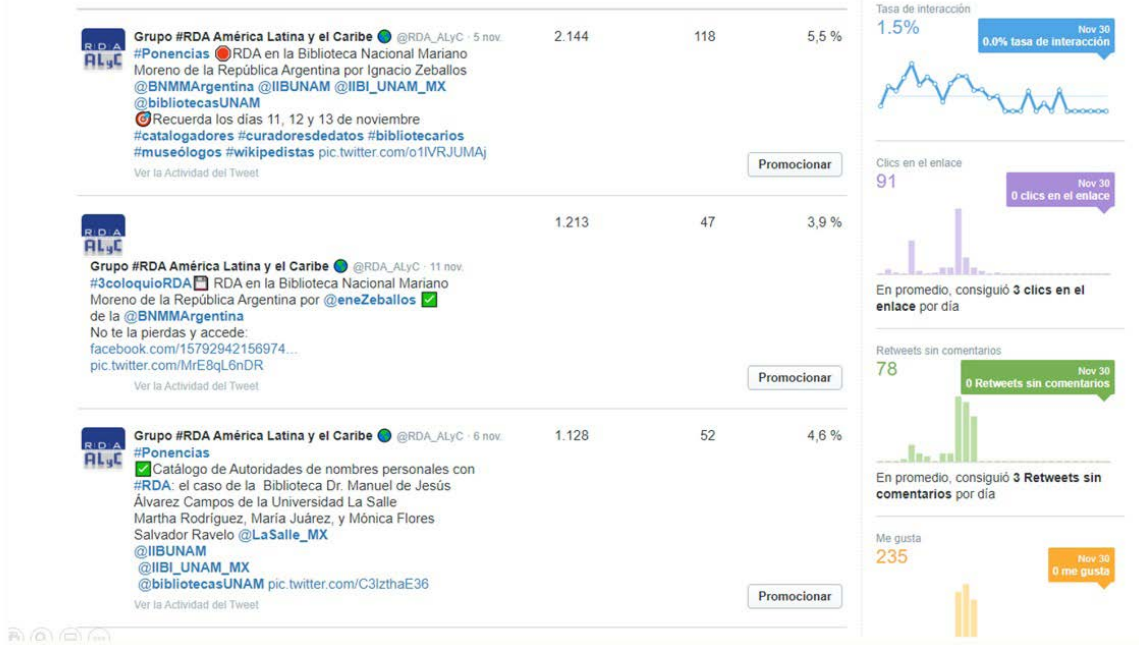 RDA
ALyC
Grupo #RDA América Latina y el Caribe @RDA_ALyC · 5 nov.
#Ponencias RDA en la Biblioteca Nacional Mariano
Moreno de la República Argentina por Ignacio Zeballos
@BNMMArgentina @IIBUNAM @IIBI_UNAM_MX
@bibliotecasUNAM
Recuerda los días 11, 12 y 13 de noviembre
#catalogadores #curadoresdedatos #bibliotecarios
#museólogos #wikipedistas pic.twitter.com/o1IVRJUMAj
Ver la Actividad del Tweet
2.144 118 5,5 %
Promocionar
RDA
ALyC
1.213 47 3,9 %
Grupo #RDA América Latina y el Caribe @RDA_ALyC · 11 nov.
#3coloquioRDA RDA en la Biblioteca Nacional Mariano
Moreno de la República Argentina por @eneZeballos
de la @BNMMArgentina
No te la pierdas y accede:
facebook.com/15792942156974...
pic.twitter.com/MrE8qL6nDR
Ver la Actividad del Tweet
Promocionar
RDA
ALyC
Grupo #RDA América Latina y el Caribe @RDA_ALyC · 6 nov.
#Ponencias
Catálogo de Autoridades de nombres personales con
#RDA: el caso de la Biblioteca Dr. Manuel de Jesús
Álvarez Campos de la Universidad La Salle
Martha Rodríguez, María Juárez, y Mónica Flores
Salvador Ravelo @LaSalle_MX
@IIBUNAM
@IIBI_UNAM_MX
@bibliotecasUNAM pic.twitter.com/C3IzthaE36
Ver la Actividad del Tweet
1.128 52 4,6 %
Promocionar
Tasa de interacción
1.5%
Nov 30
0.0% tasa de interacción
Clics en el enlace
91
Nov 30
0 clics en el enlace
En promedio, consiguió 3 clics en el
enlace por día
Retweets sin comentarios
78
Nov 30
0 Retweets sin comentarios
En promedio, consiguió 3 Retweets sin
comentarios por día
Me gusta
235
Nov 30
0 me gusta